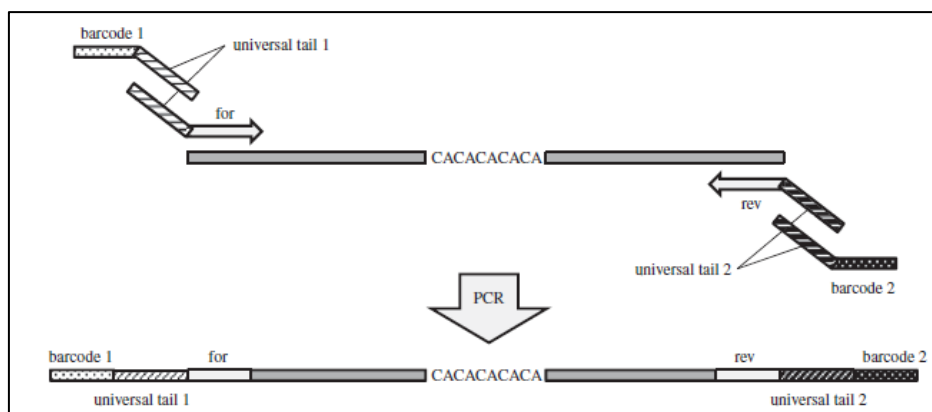 barcode 1
universal tail 1
for
CACACACACA
rev
universal tail 2
barcode 2
PCR
barcode 1
for
rev
barcode 2
CACACACACA
universal tail 1
universal tail 2